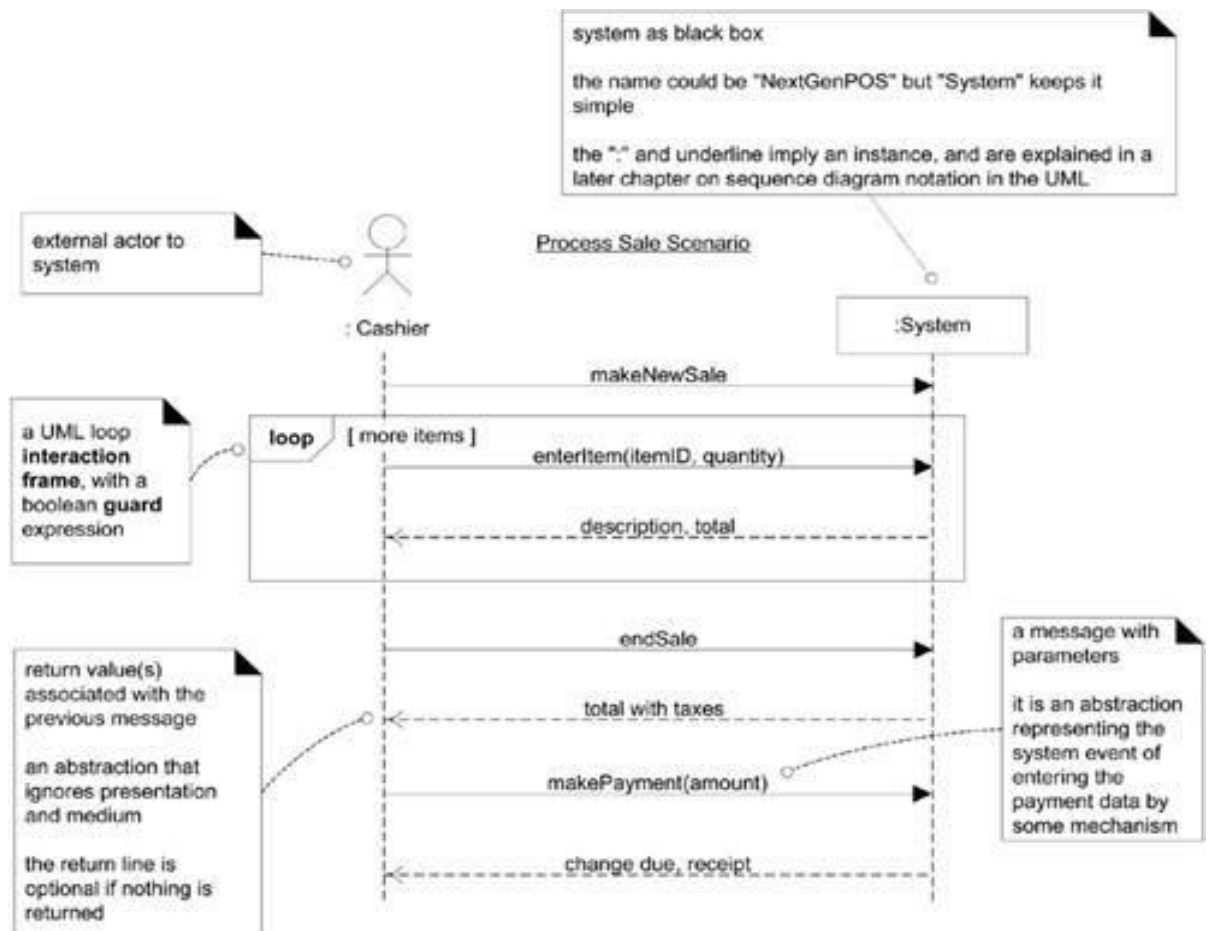 system as black box
the name could be "NextGenPOS" but "System" keeps it
simple
the ":" and underline imply an instance, and are explained in a
later chapter on sequence diagram notation in the UML
external actor to
system
Process Sale Scenario
: Cashier
:System
makeNewSale
a UML loop
interaction
frame, with a
boolean guard
expression
loop
[ more items ]
enterItem(itemID, quantity)
description, total
endSale
return value(s)
associated with the
previous message
an abstraction that
ignores presentation
and medium
the return line is
optional if nothing is
returned
total with taxes
makePayment(amount)
change due, receipt
a message with
parameters
it is an abstraction
representing the
system event of
entering the
payment data by
some mechanism